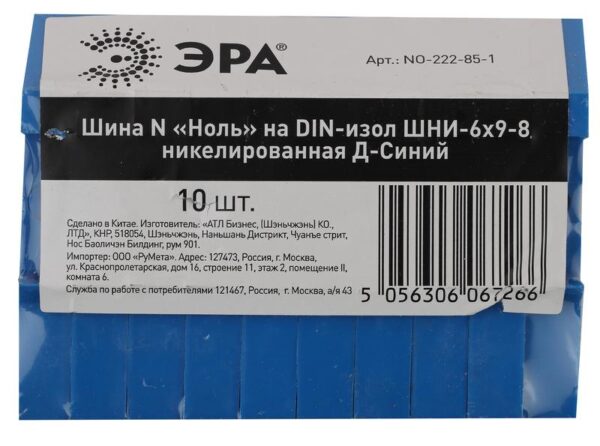 ЭРА®
Арт.: NO-222-85-1
Шина N «Ноль» на DIN-изол ШНИ-6х9-8
никелированная Д-Синий
10 шт.
Сделано в Китае. Изготовитель: «АТЛ Бизнес, (Шэньчжэнь) КО.,
ЛТД», КНР, 518054, Шэньчжэнь, Наньшань Дистрикт, Чуанъе стрит,
Нос Баоличэн Билдинг, рум 901.
Импортер: ООО «РуМета». Адрес: 127473, Россия, г. Москва,
ул. Краснопролетарская, дом 16, строение 11, этаж 2, помещение II,
комната 6.
Служба по работе с потребителями 121467, Россия, г. Москва, а/я 43
5 056306 067266